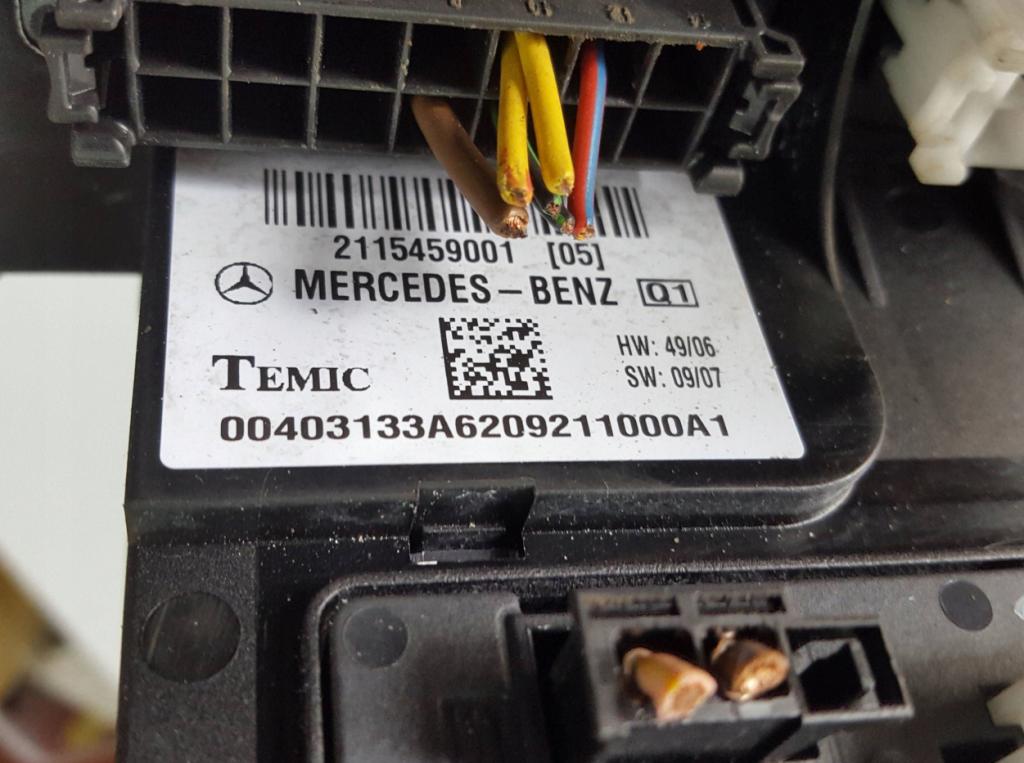 2115459001 [05]
MERCEDES-BENZ Q1
HW: 49/06
SW: 09/07
TEMIC
00403133A6209211000A1